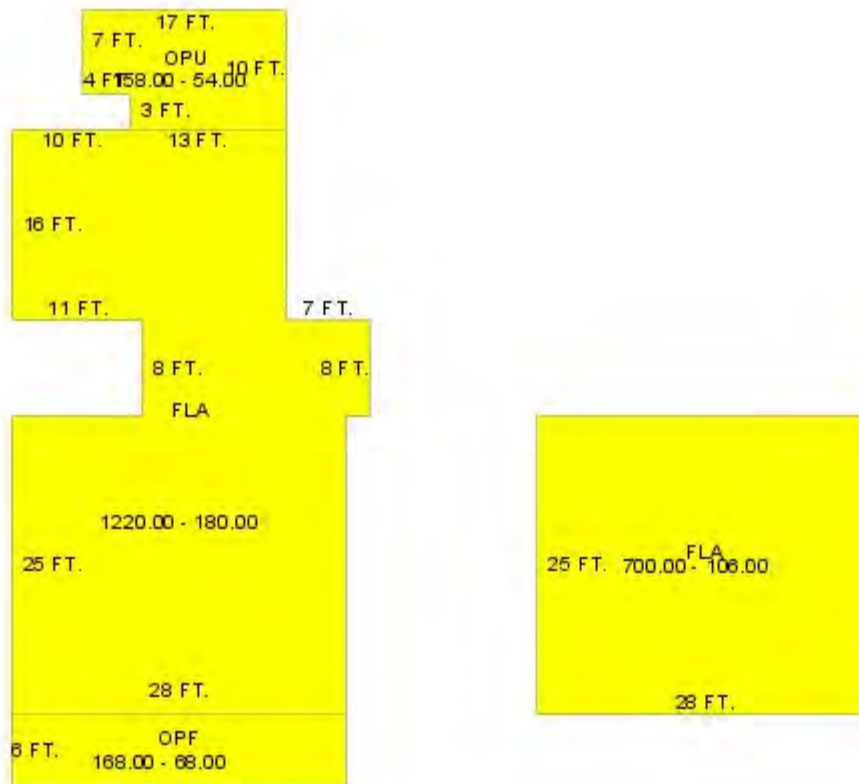 17 FT.
7 FT.
OPU
10 FT.
4 FT
158.00 - 54.00
3 FT.
10 FT.
13 FT.
16 FT.
11 FT.
7 FT.
8 FT.
8 FT.
FLA
1220.00 - 180.00
25 FT.
28 FT.
OPF
6 FT.
168.00 - 68.00
FLA
25 FT.
700.00 - 106.00
28 FT.